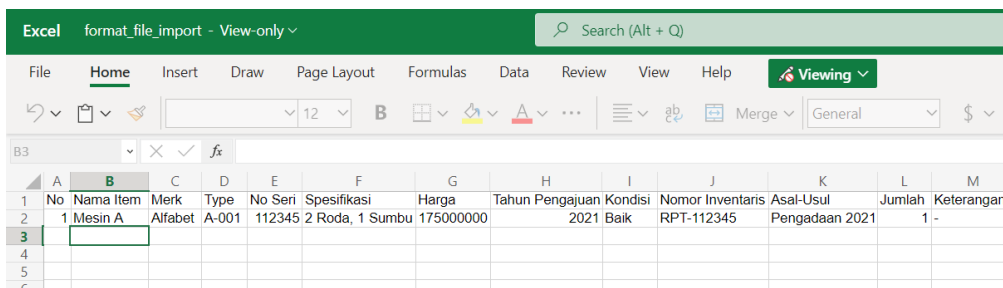 Excel format_file_import - View-only Search (Alt + Q)
File Home Insert Draw Page Layout Formulas Data Review View Help Viewing
12 B A ... ab Merge General $
B3 fx
A B C D E F G H I J K L M
1 No Nama Item Merk Type No Seri Spesifikasi Harga Tahun Pengajuan Kondisi Nomor Inventaris Asal-Usul Jumlah Keterangan
2 1 Mesin A Alfabet A-001 112345 2 Roda, 1 Sumbu 175000000 2021 Baik RPT-112345 Pengadaan 2021 1 -
3
4
5